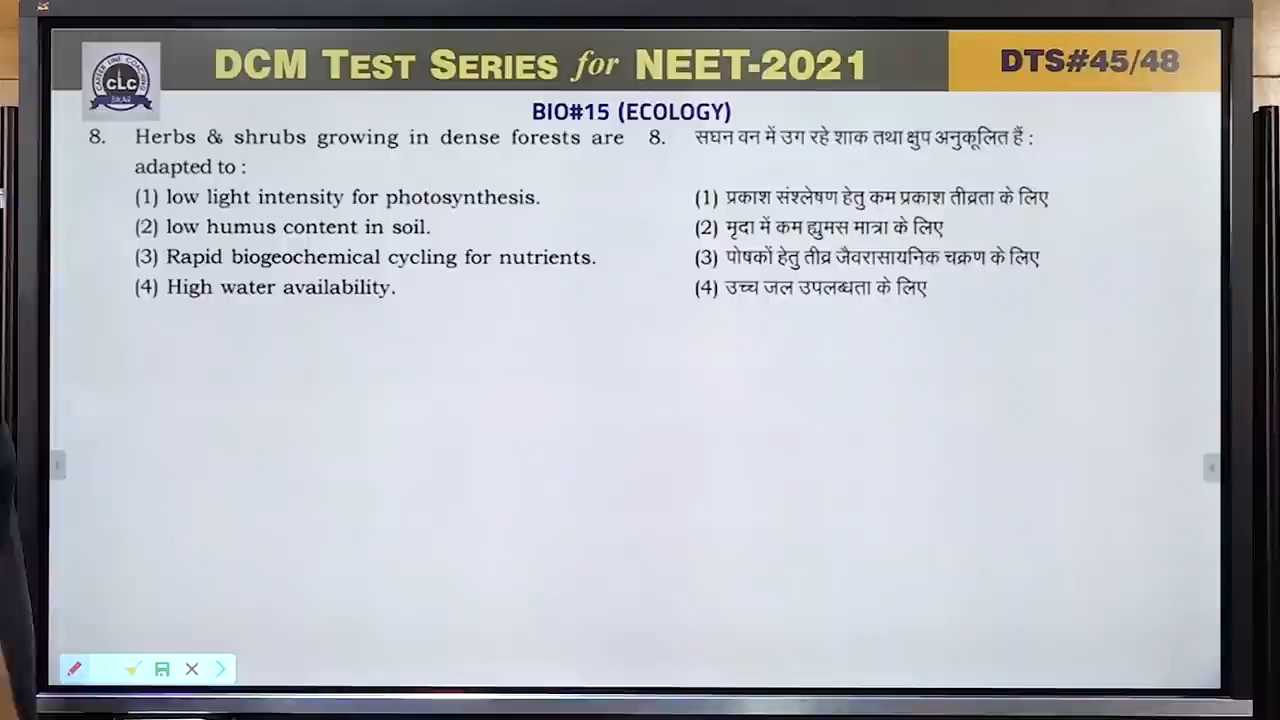 DCM TEST SERIES for NEET-2021
DTS#45/48
CLC
SIKAR
BIO#15 (ECOLOGY)
8. Herbs & shrubs growing in dense forests are
adapted to :
(1) low light intensity for photosynthesis.
(2) low humus content in soil.
(3) Rapid biogeochemical cycling for nutrients.
(4) High water availability.
8. सघन वन में उग रहे शाक तथा क्षुप अनुकूलित हैं :
(1) प्रकाश संश्लेषण हेतु कम प्रकाश तीव्रता के लिए
(2) मृदा में कम ह्युमस मात्रा के लिए
(3) पोषकों हेतु तीव्र जैवरासायनिक चक्रण के लिए
(4) उच्च जल उपलब्धता के लिए